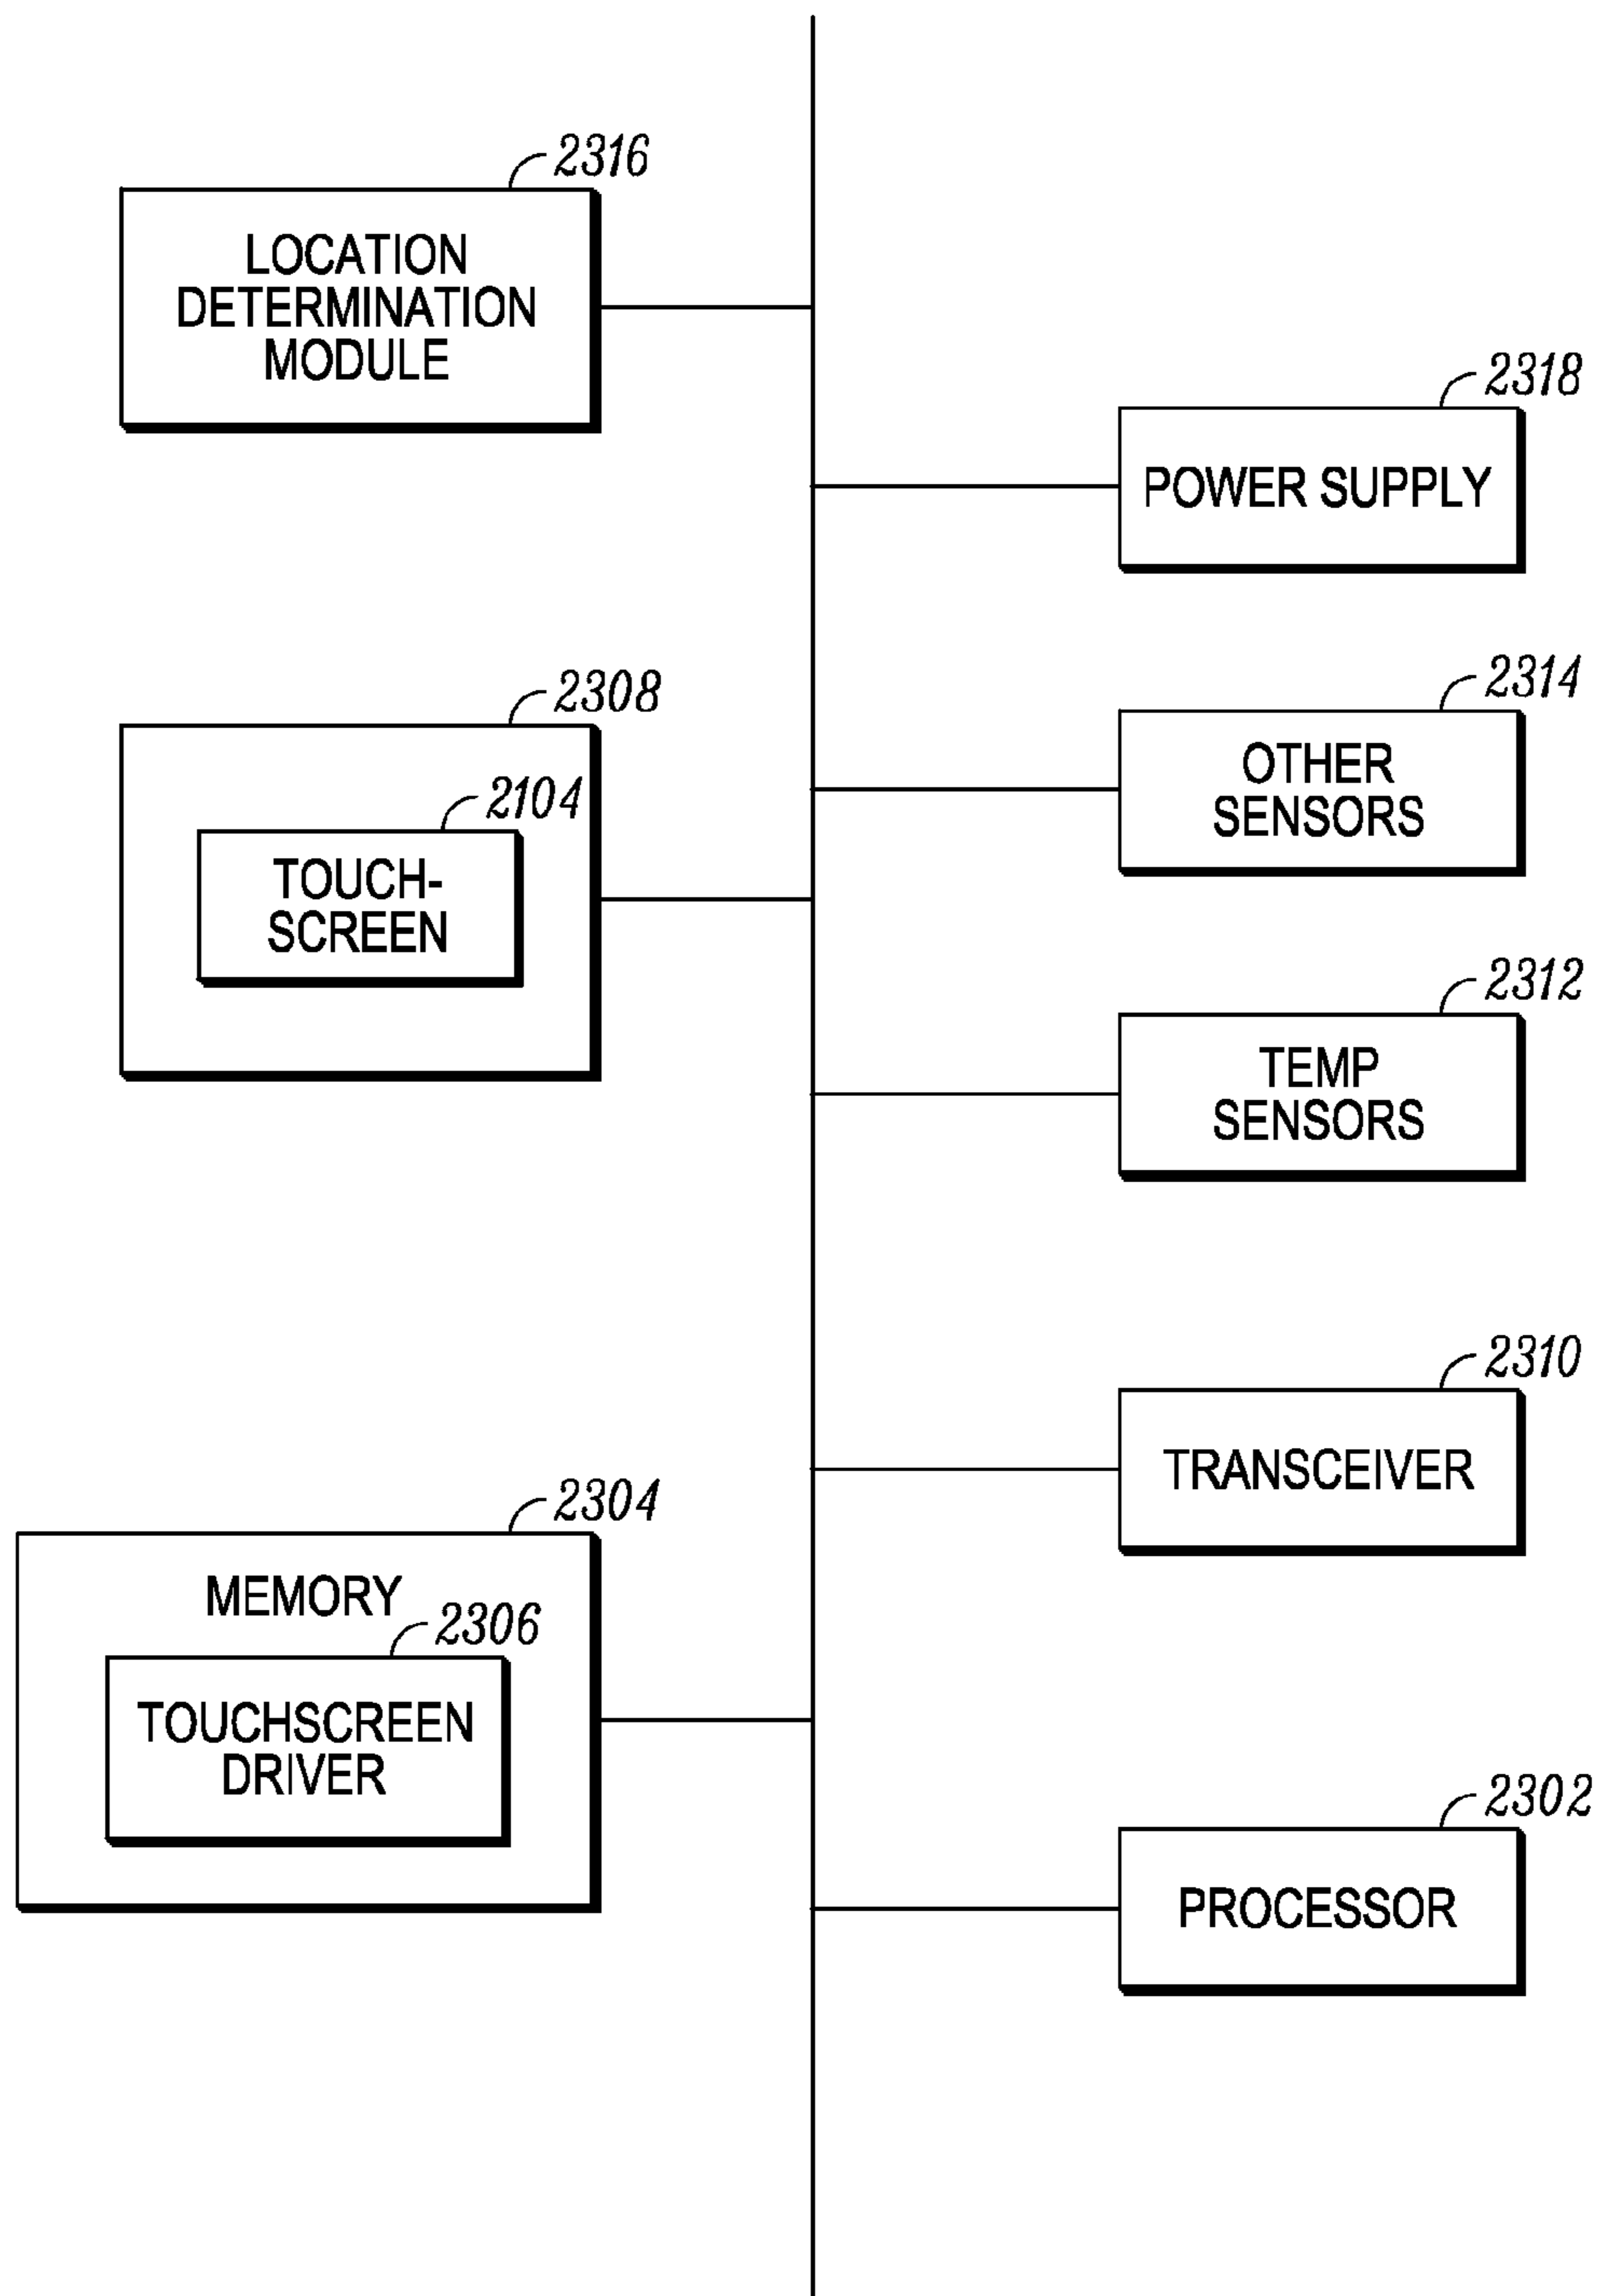 2316
LOCATION
DETERMINATION
MODULE
2318
POWER SUPPLY
2308
2104
TOUCH-
SCREEN
2314
OTHER
SENSORS
2312
TEMP
SENSORS
2310
TRANSCEIVER
2304
MEMORY
2306
TOUCHSCREEN
DRIVER
2302
PROCESSOR